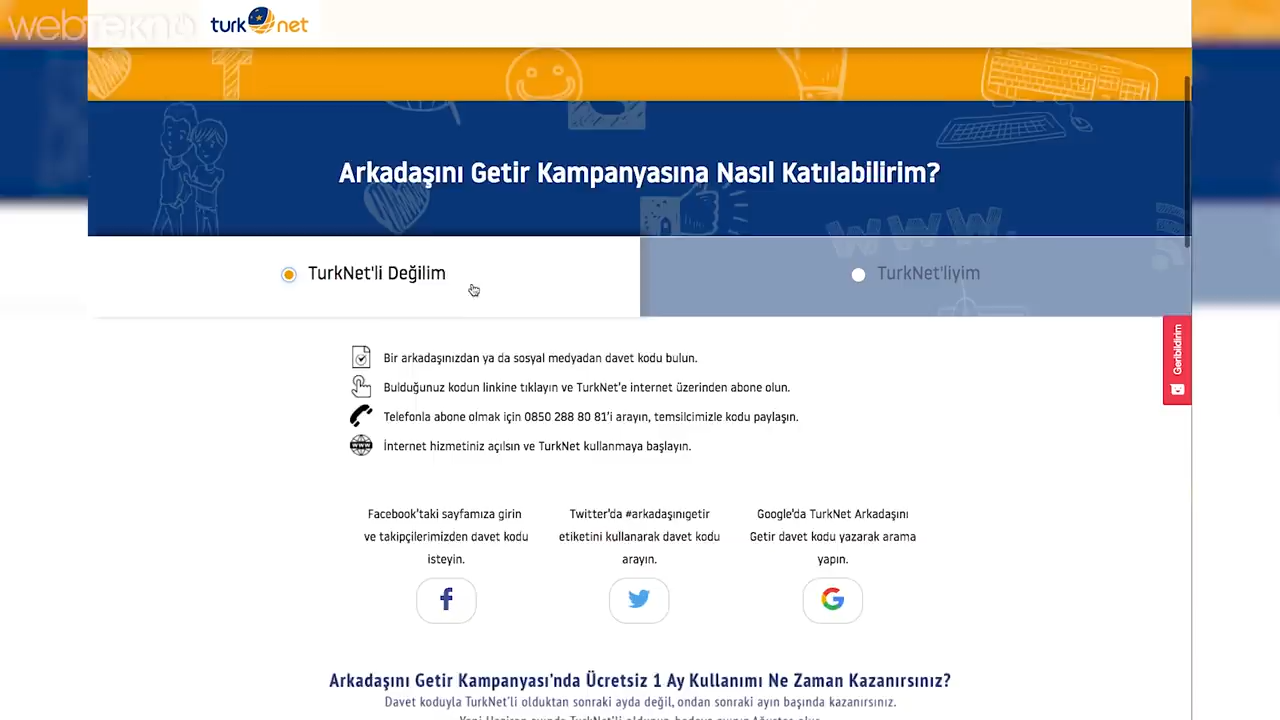 webtekno
turk net
Arkadaşını Getir Kampanyasına Nasıl Katılabilirim?
TurkNet'li Değilim
TurkNet'liyim
Geribildirim
Bir arkadaşınızdan ya da sosyal medyadan davet kodu bulun.
Bulduğunuz kodun linkine tıklayın ve TurkNet'e internet üzerinden abone olun.
Telefonla abone olmak için 0850 288 80 81'i arayın, temsilcimizle kodu paylaşın.
İnternet hizmetiniz açılsın ve TurkNet kullanmaya başlayın.
Facebook'taki sayfamıza girin
ve takipçilerimizden davet kodu
isteyin.
Twitter'da #arkadaşınıgetir
etiketini kullanarak davet kodu
arayın.
Google'da TurkNet Arkadaşını
Getir davet kodu yazarak arama
yapın.
Arkadaşını Getir Kampanyası'nda Ücretsiz 1 Ay Kullanımı Ne Zaman Kazanırsınız?
Davet koduyla TurkNet'li olduktan sonraki ayda değil, ondan sonraki ayın başında kazanırsınız.